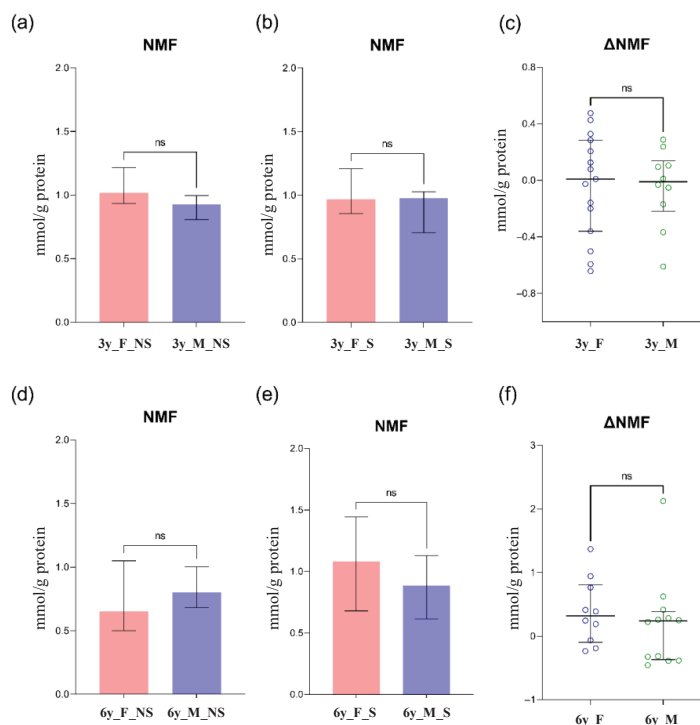 (a)
NMF
mmol/g protein
2.0
1.5
1.0
0.5
0.0
ns
3y_F_NS 3y_M_NS
(b)
NMF
mmol/g protein
2.0
1.5
1.0
0.5
0.0
ns
3y_F_S 3y_M_S
(c)
ΔNMF
mmol/g protein
0.8
0.4
0.0
−0.4
−0.8
ns
3y_F 3y_M
(d)
NMF
mmol/g protein
2.0
1.5
1.0
0.5
0.0
ns
6y_F_NS 6y_M_NS
(e)
NMF
mmol/g protein
2.0
1.5
1.0
0.5
0.0
ns
6y_F_S 6y_M_S
(f)
ΔNMF
mmol/g protein
3
2
1
0
−1
ns
6y_F 6y_M